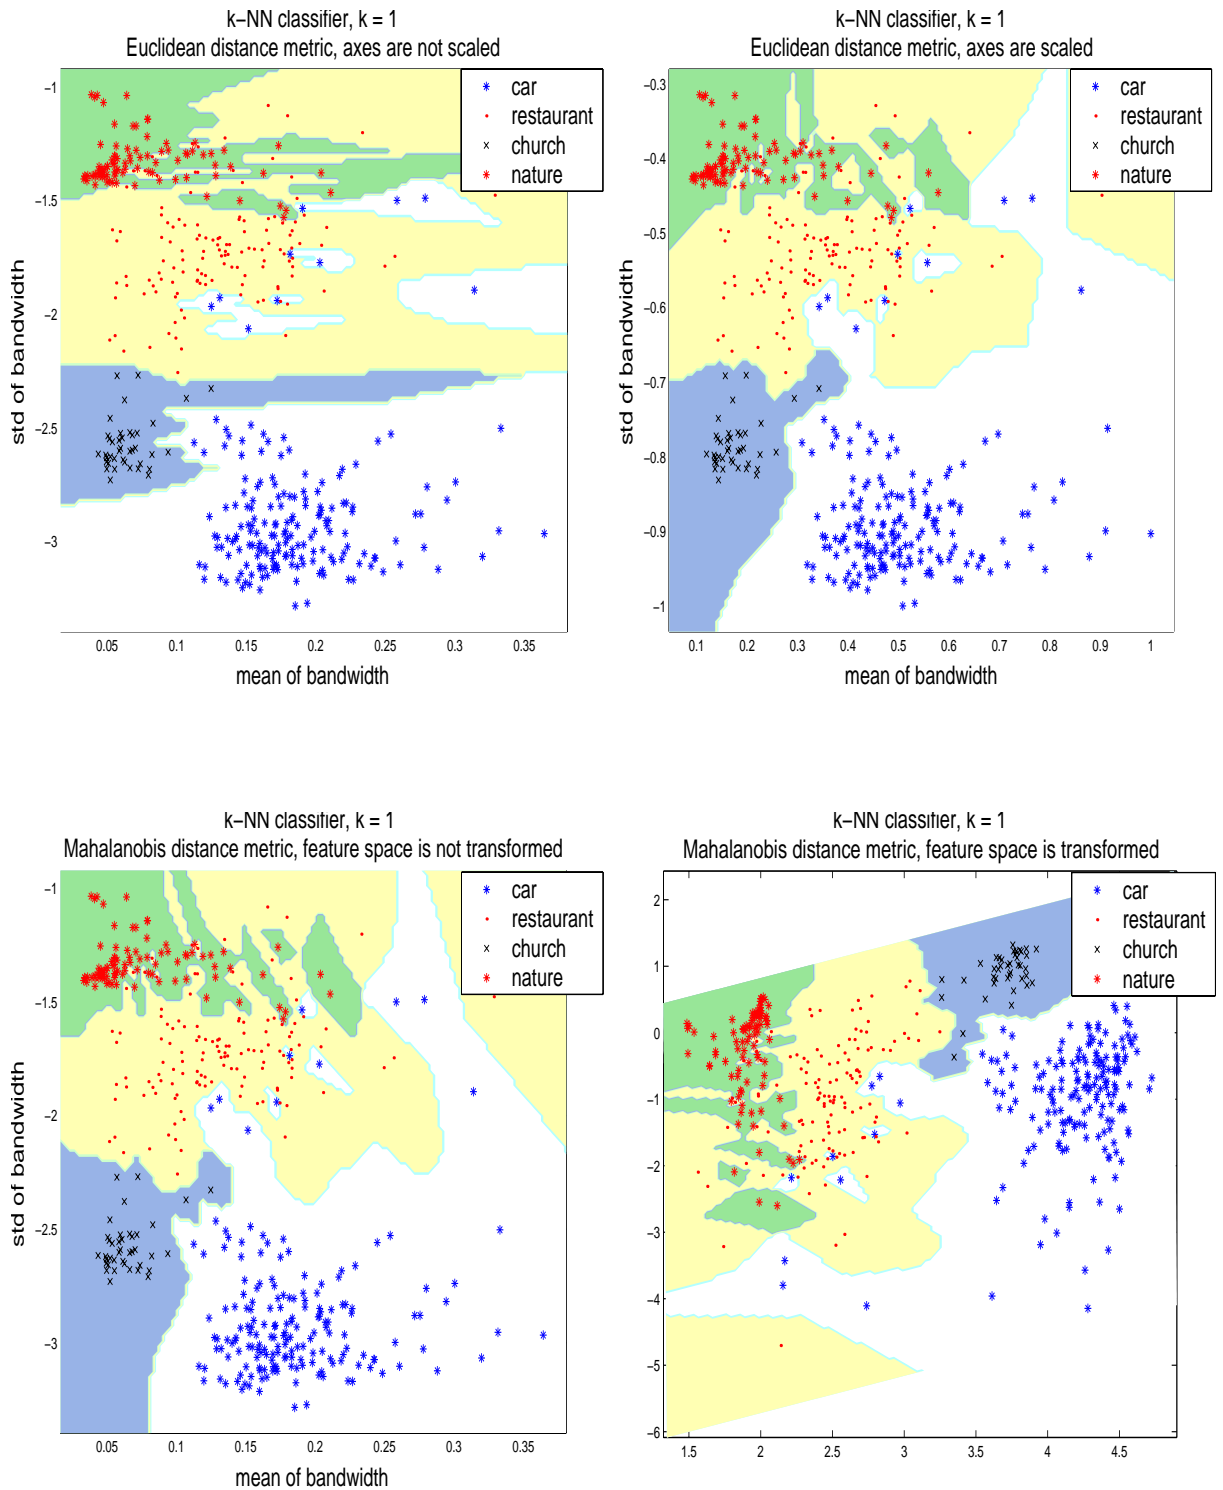 k−NN classifier, k = 1
Euclidean distance metric, axes are not scaled
−1
−1.5
−2
−2.5
−3
0.05
0.1
0.15
0.2
0.25
0.3
0.35
std of bandwidth
mean of bandwidth
car
restaurant
church
nature
k−NN classifier, k = 1
Euclidean distance metric, axes are scaled
−0.3
−0.4
−0.5
−0.6
−0.7
−0.8
−0.9
−1
0.1
0.2
0.3
0.4
0.5
0.6
0.7
0.8
0.9
1
std of bandwidth
mean of bandwidth
car
restaurant
church
nature
k−NN classifier, k = 1
Mahalanobis distance metric, feature space is not transformed
−1
−1.5
−2
−2.5
−3
0.05
0.1
0.15
0.2
0.25
0.3
0.35
std of bandwidth
mean of bandwidth
car
restaurant
church
nature
k−NN classifier, k = 1
Mahalanobis distance metric, feature space is transformed
2
1
0
−1
−2
−3
−4
−5
−6
1.5
2
2.5
3
3.5
4
4.5
car
restaurant
church
nature